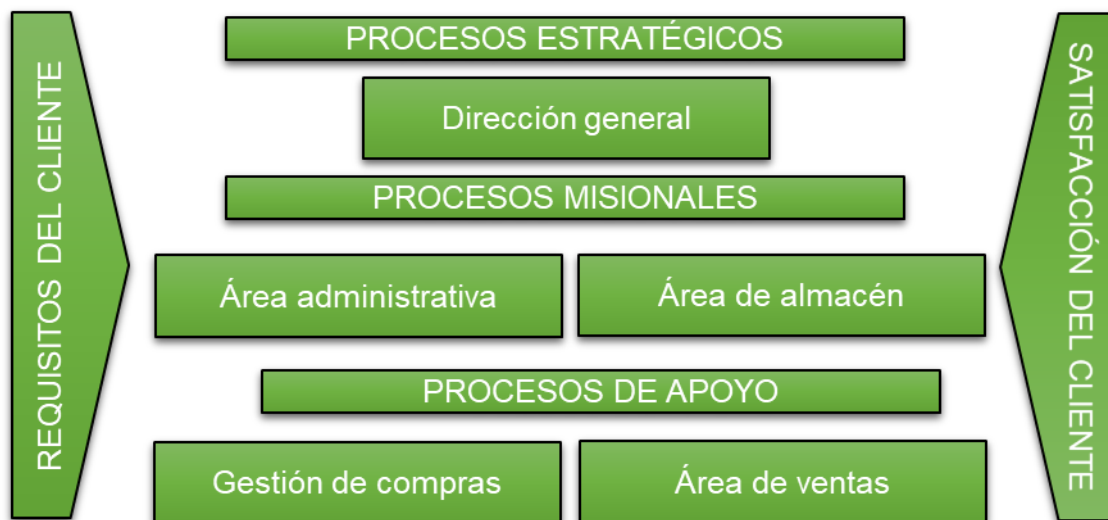 REQUISITOS DEL CLIENTE
PROCESOS ESTRATÉGICOS
Dirección general
PROCESOS MISIONALES
Área administrativa
Área de almacén
PROCESOS DE APOYO
Gestión de compras
Área de ventas
SATISFACCIÓN DEL CLIENTE